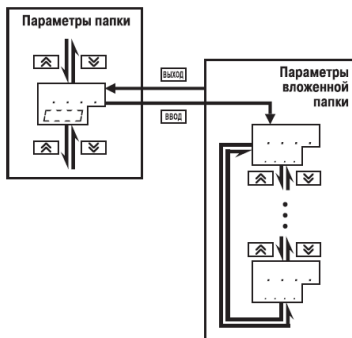 Параметры папки
ВЫХОД
ВВОД
Параметры
вложенной
папки